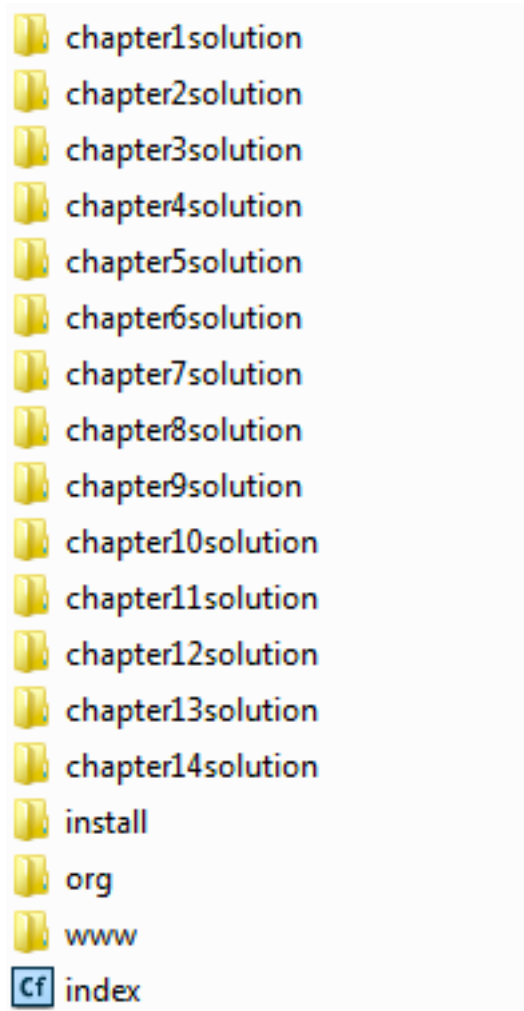 chapter1solution
chapter2solution
chapter3solution
chapter4solution
chapter5solution
chapter6solution
chapter7solution
chapter8solution
chapter9solution
chapter10solution
chapter11solution
chapter12solution
chapter13solution
chapter14solution
install
org
www
Cf index